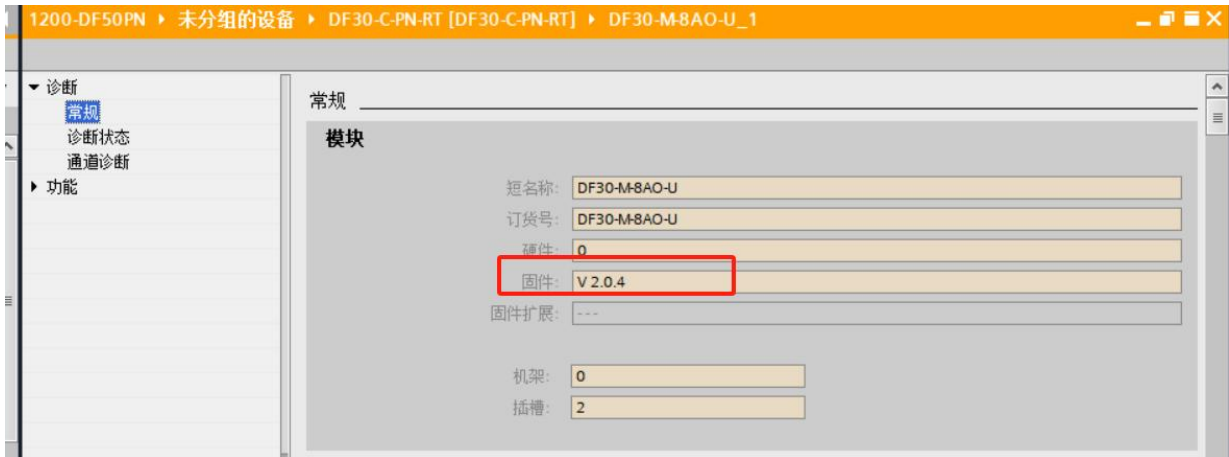 1200-DF50PN ▸ 未分组的设备 ▸ DF30-C-PN-RT [DF30-C-PN-RT] ▸ DF30-M-8AO-U_1
诊断
常规
诊断状态
通道诊断
功能
常规
模块
短名称: DF30-M-8AO-U
订货号: DF30-M-8AO-U
硬件: 0
固件: V 2.0.4
固件扩展: ---
机架: 0
插槽: 2